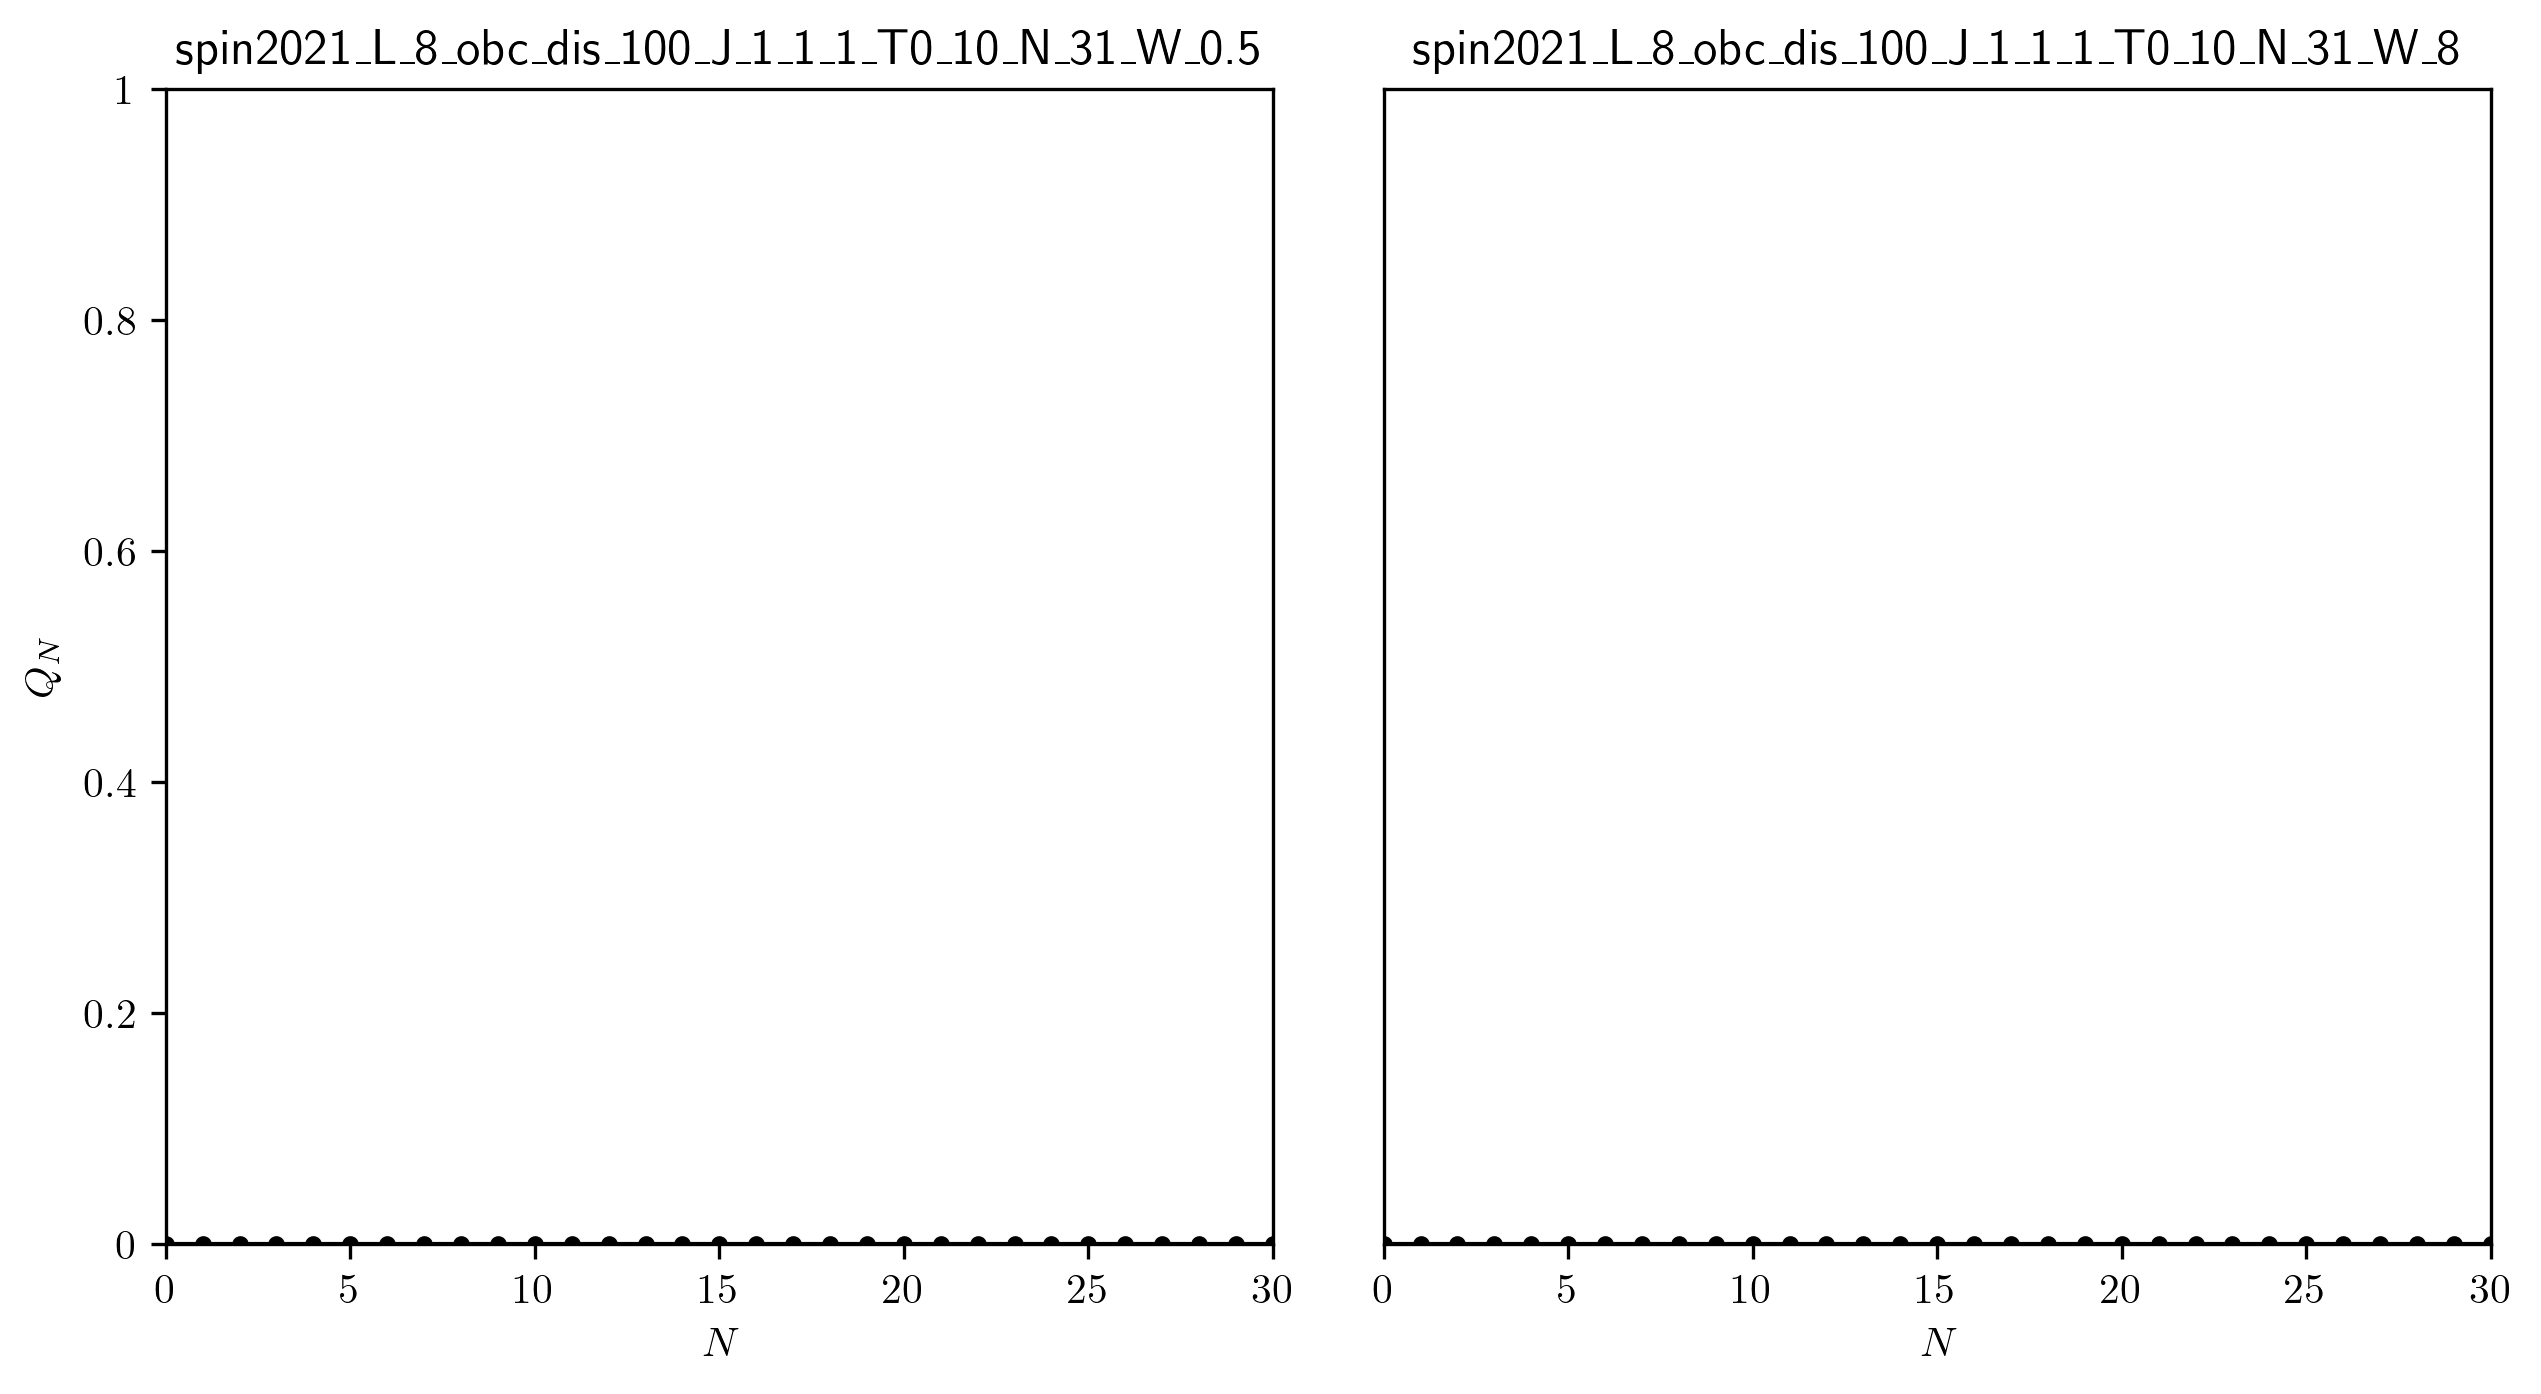 spin2021_L_8_obc_dis_100_J_1_1_1_T0_10_N_31_W_0.5
1
0.8
0.6
0.4
0.2
0
Q_N
0 5 10 15 20 25 30
N
spin2021_L_8_obc_dis_100_J_1_1_1_T0_10_N_31_W_8
0 5 10 15 20 25 30
N